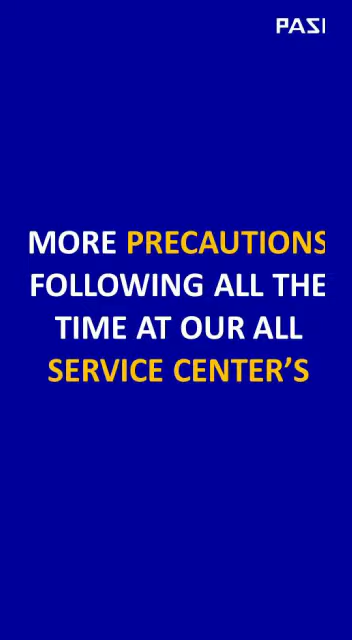 PASI
MORE PRECAUTIONS
FOLLOWING ALL THE
TIME AT OUR ALL
SERVICE CENTER’S